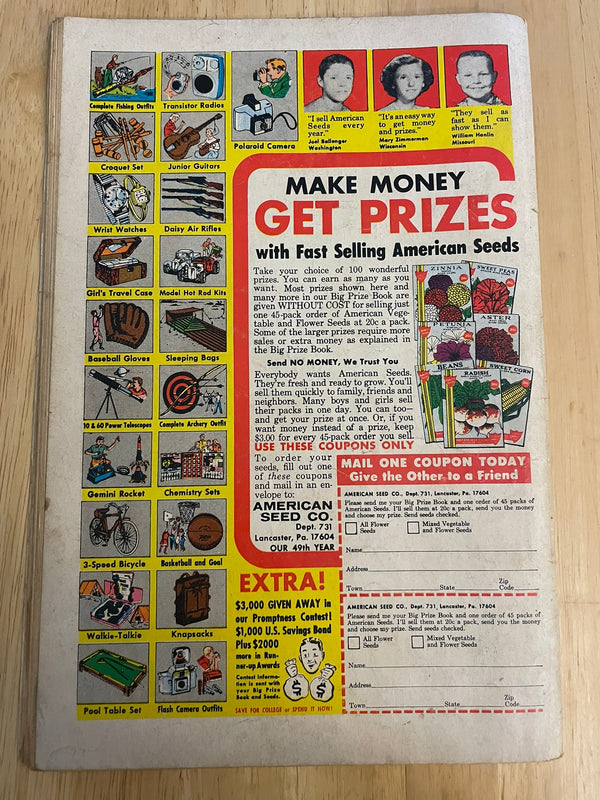 Complete Fishing Outfits
Transistor Radios
Polaroid Camera
Croquet Set
Junior Guitars
Wrist Watches
Daisy Air Rifles
Girl's Travel Case
Model Hot Rod Kits
Baseball Gloves
Sleeping Bags
10 & 60 Power Telescopes
Complete Archery Outfit
Gemini Rocket
Chemistry Sets
3-Speed Bicycle
Basketball and Goal
Walkie-Talkie
Knapsacks
Pool Table Set
Flash Camera Outfits
"I sell American
Seeds every
year."
Joel Ballenger
Washington
"It's an easy way
to get money
and prizes."
Mary Zimmerman
Wisconsin
"They sell as
fast as I can
show them."
William Hanlin
Missouri
MAKE MONEY
GET PRIZES
with Fast Selling American Seeds
Take your choice of 100 wonderful
prizes. You can earn as many as you
want. Most prizes shown here and
many more in our Big Prize Book are
given WITHOUT COST for selling just
one 45-pack order of American Vege-
table and Flower Seeds at 20c a pack.
Some of the larger prizes require more
sales or extra money as explained in
the Big Prize Book.
Send NO MONEY, We Trust You
Everybody wants American Seeds.
They're fresh and ready to grow. You'll
sell them quickly to family, friends and
neighbors. Many boys and girls sell
their packs in one day. You can too—
and get your prize at once. Or, if you
want money instead of a prize, keep
$3.00 for every 45-pack order you sell.
ZINNIA
SWEET PEAS
PETUNIA
ASTER
BEANS
RADISH
SWEET CORN
USE THESE COUPONS ONLY
To order your
seeds, fill out one
of these coupons
and mail in an en-
velope to:
AMERICAN
SEED CO.
Dept. 731
Lancaster, Pa. 17604
OUR 49th YEAR
MAIL ONE COUPON TODAY
Give the Other to a Friend
AMERICAN SEED CO., Dept. 731, Lancaster, Pa. 17604
Please send me your Big Prize Book and one order of 45 packs of
American Seeds. I'll sell them at 20c a pack, send you the money
and choose my prize. Send seeds checked.
All Flower
Seeds
Mixed Vegetable
and Flower Seeds
Name
Address
Town State Zip Code
AMERICAN SEED CO., Dept. 731, Lancaster, Pa. 17604
Please send me your Big Prize Book and one order of 45 packs of
American Seeds. I'll sell them at 20c a pack, send you the money
and choose my prize. Send seeds checked.
All Flower
Seeds
Mixed Vegetable
and Flower Seeds
Name
Address
Town State Zip Code
EXTRA!
$3,000 GIVEN AWAY in
our Promptness Contest!
$1,000 U.S. Savings Bond
Plus $2000
more in Run-
ner-up Awards
Contest informa-
tion is sent with
your Big Prize
Book and Seeds.
$ $
SAVE FOR COLLEGE or SPEND IT NOW!